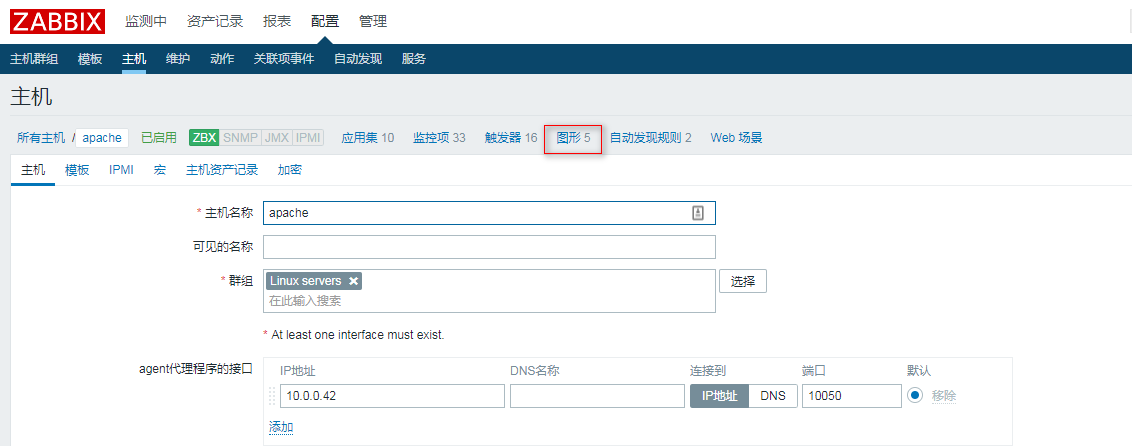 ZABBIX 监测中 资产记录 报表 配置 管理
主机群组 模板 主机 维护 动作 关联项事件 自动发现 服务
主机
所有主机 / apache 已启用 ZBX SNMP JMX IPMI 应用集 10 监控项 33 触发器 16 图形 5 自动发现规则 2 Web 场景
主机 模板 IPMI 宏 主机资产记录 加密
* 主机名称 apache
可见的名称
* 群组 Linux servers 选择
在此输入搜索
* At least one interface must exist.
agent代理程序的接口 IP地址 DNS名称 连接到 端口 默认
10.0.0.42 IP地址 DNS 10050 移除
添加